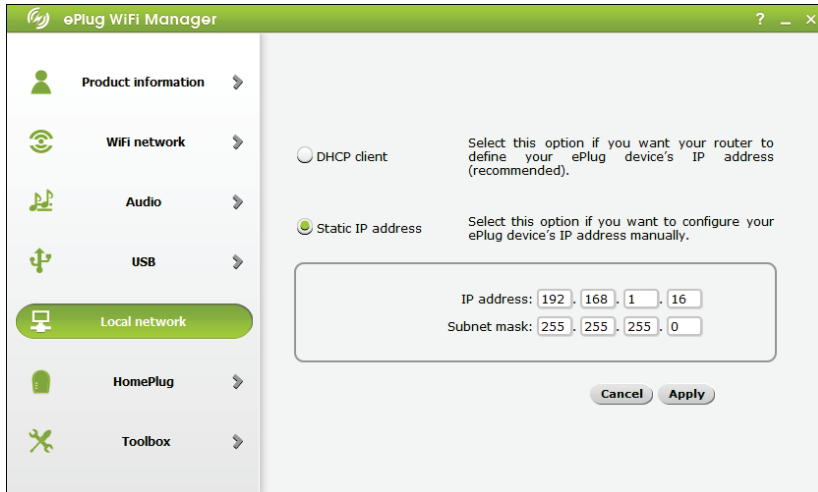 ePlug WiFi Manager
? _ ×
Product information
WiFi network
Audio
USB
Local network
HomePlug
Toolbox
DHCP client
Select this option if you want your router to
define your ePlug device's IP address
(recommended).
Static IP address
Select this option if you want to configure your
ePlug device's IP address manually.
IP address: 192 . 168 . 1 . 16
Subnet mask: 255 . 255 . 255 . 0
Cancel Apply